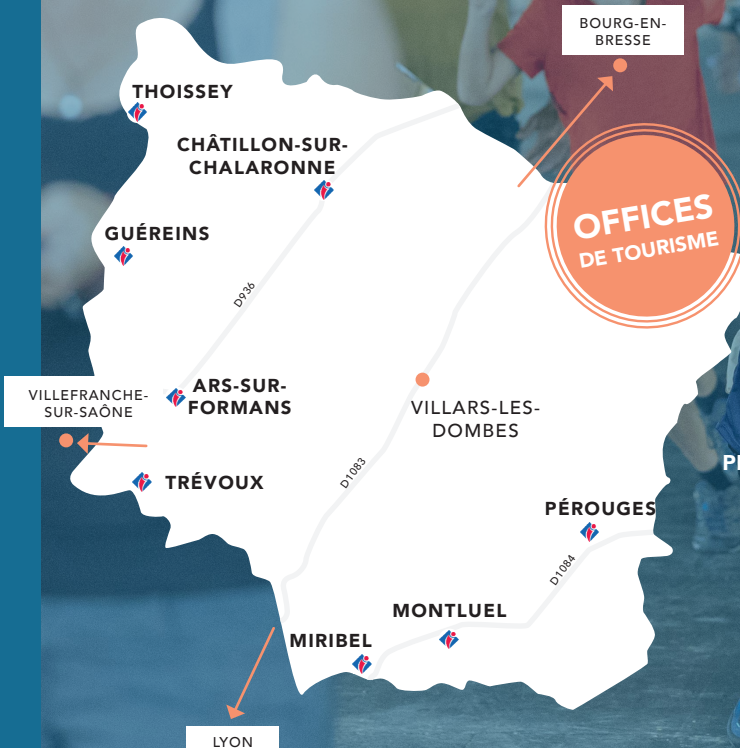 BOURG-EN-
BRESSE
THOISSEY
CHÂTILLON-SUR-
CHALARONNE
OFFICES
DE TOURISME
GUÉREINS
D936
ARS-SUR-
FORMANS
VILLEFRANCHE-
SUR-SAÔNE
VILLARS-LES-
DOMBES
TRÉVOUX
D1083
PÉROUGES
D1084
MONTLUEL
MIRIBEL
LYON